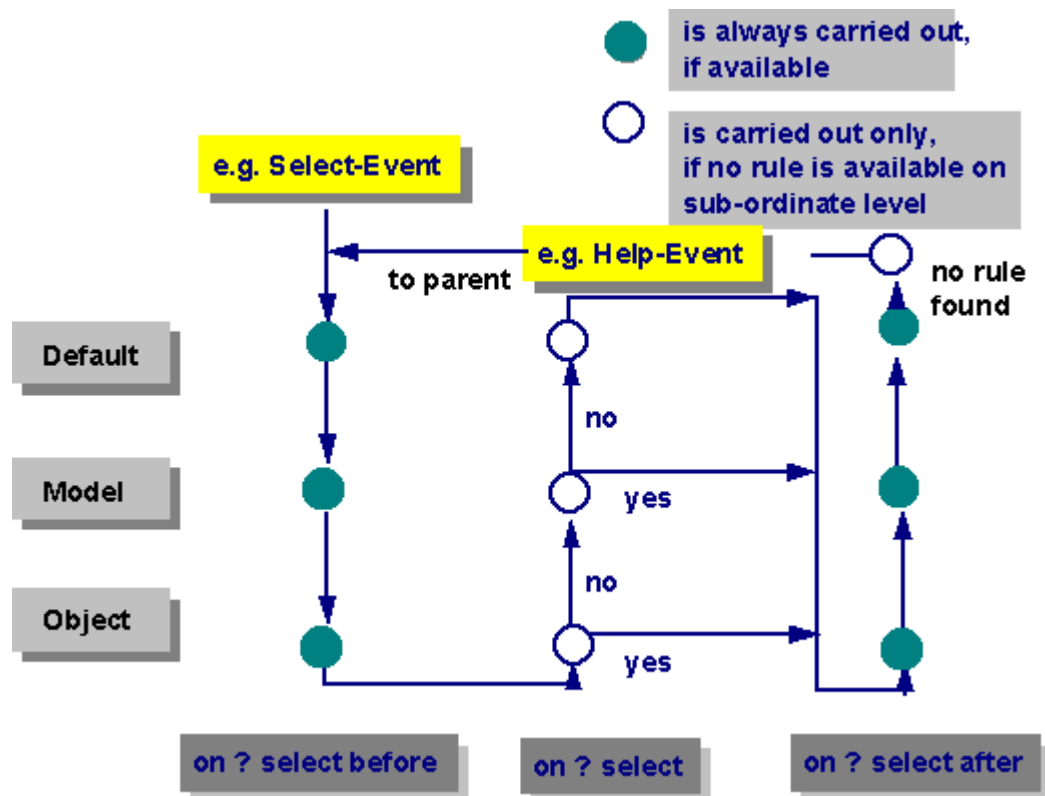 is always carried out,
if available
is carried out only,
if no rule is available on
sub-ordinate level
e.g. Select-Event
e.g. Help-Event
to parent
no rule
found
Default
no
Model
yes
no
Object
yes
on ? select before
on ? select
on ? select after